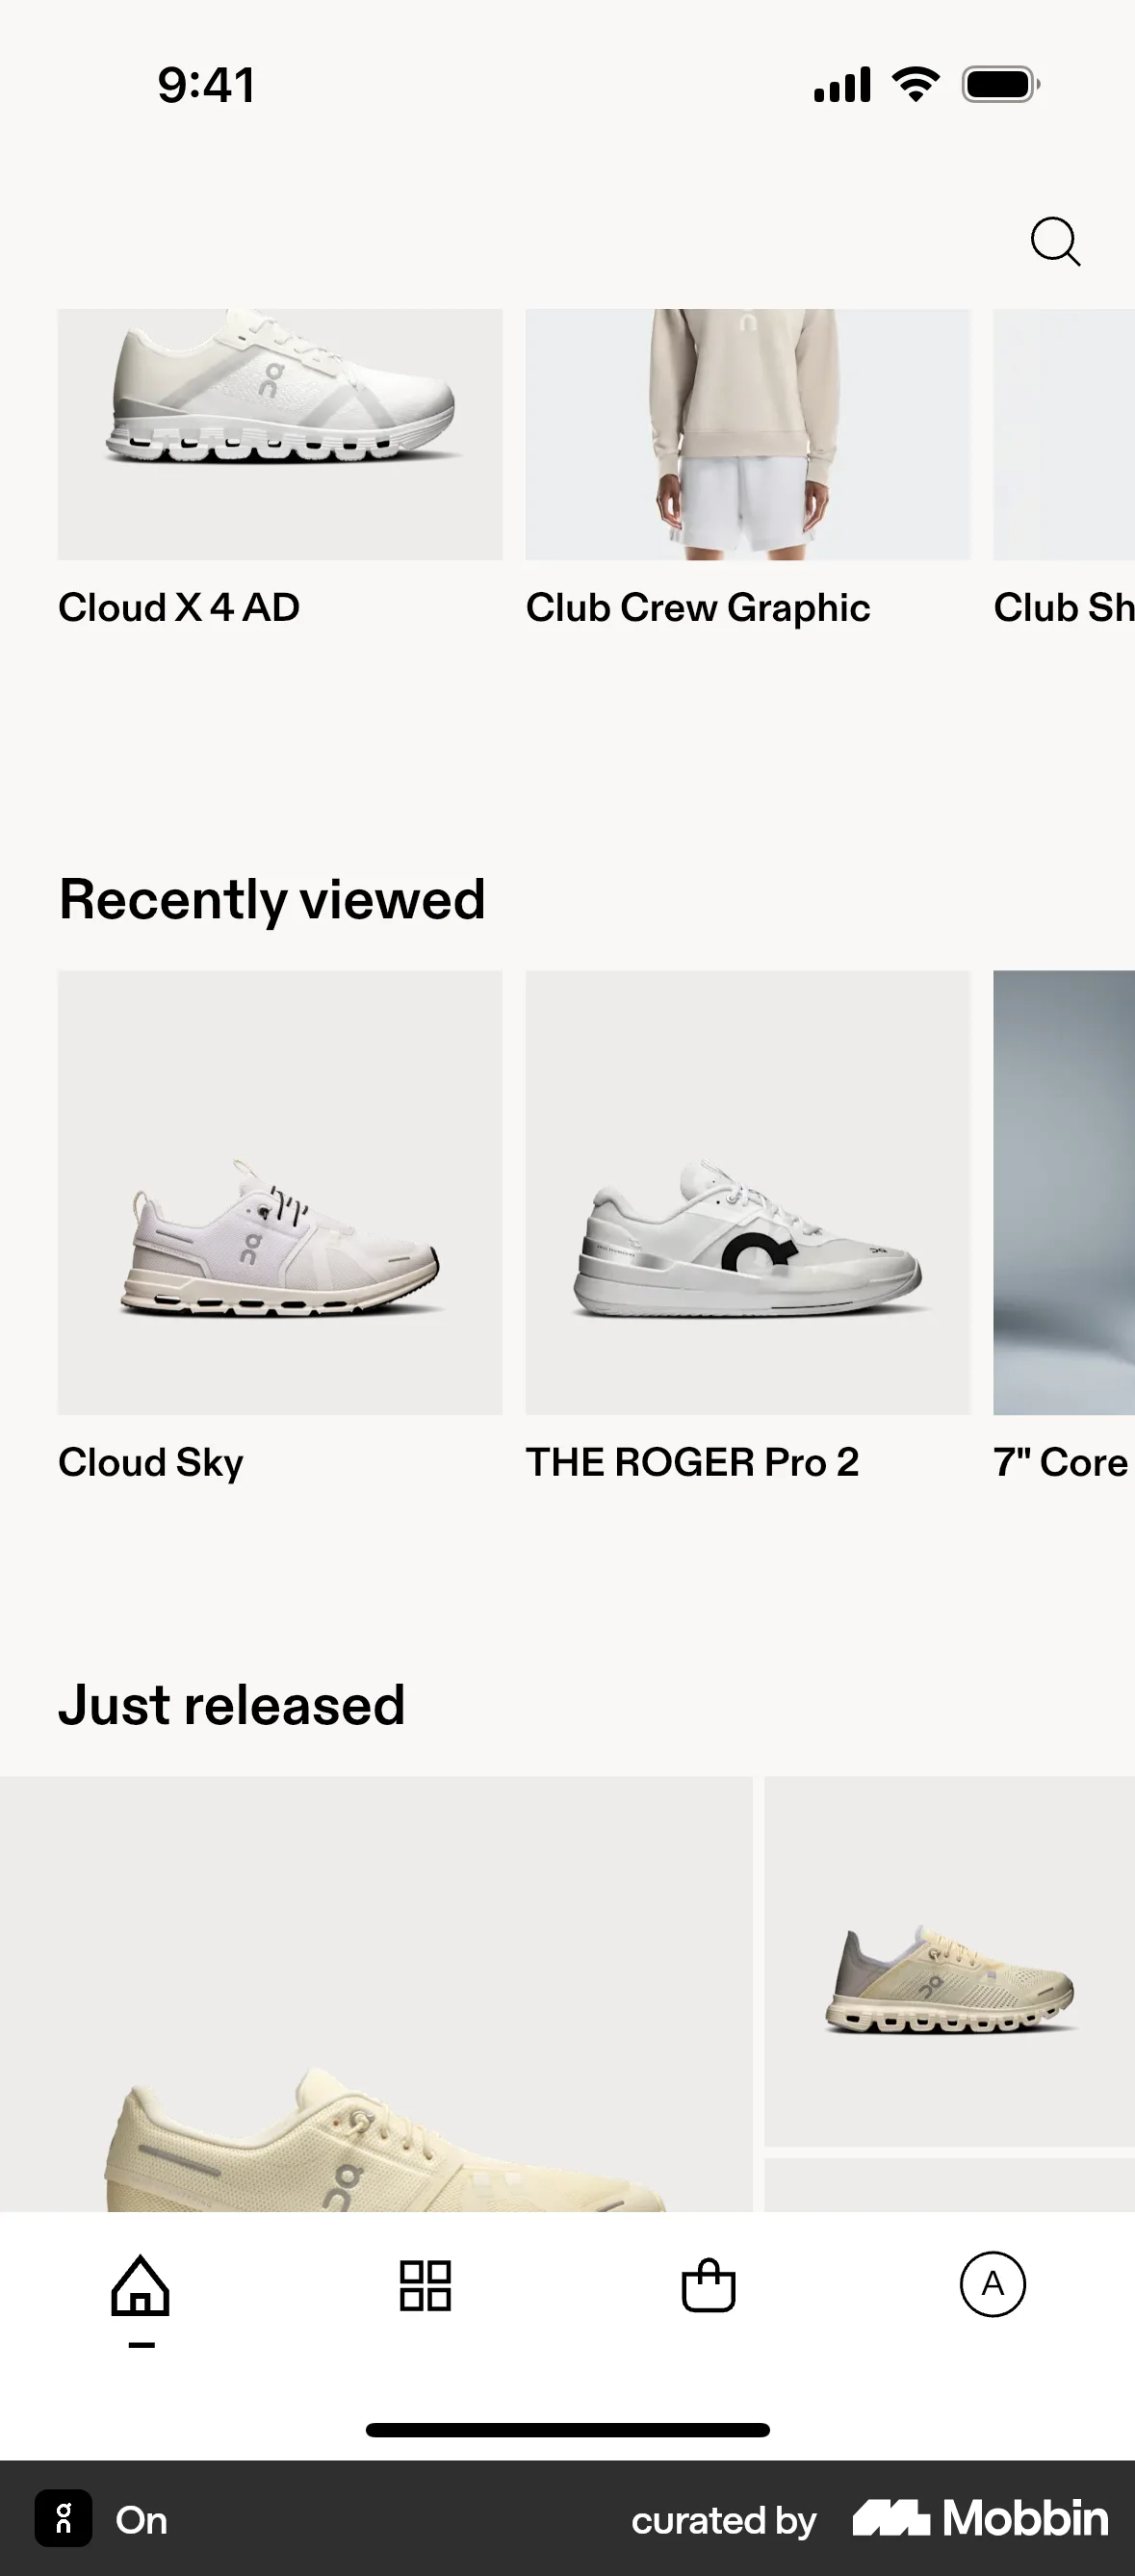 9:41
Cloud X 4 AD
Club Crew Graphic
Club Sh
Recently viewed
Cloud Sky
THE ROGER Pro 2
7" Core
Just released
A
On
curated by Mobbin